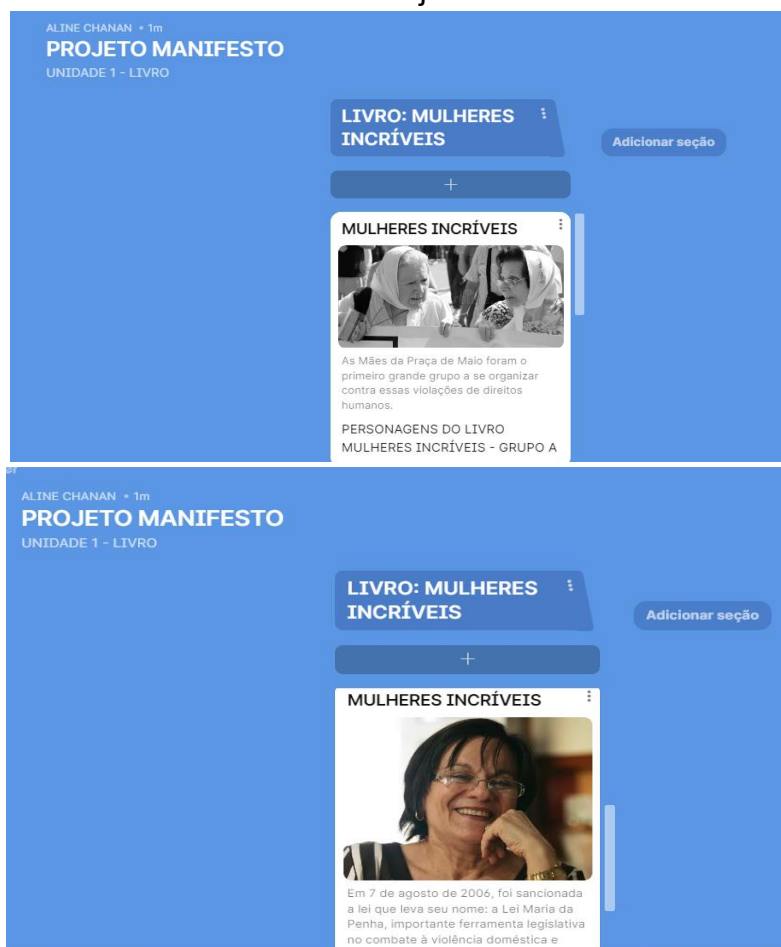 ALINE CHANAN • 1m
PROJETO MANIFESTO
UNIDADE 1 - LIVRO
LIVRO: MULHERES
INCRÍVEIS
Adicionar seção
+
MULHERES INCRÍVEIS
As Mães da Praça de Maio foram o
primeiro grande grupo a se organizar
contra essas violações de direitos
humanos.
PERSONAGENS DO LIVRO
MULHERES INCRÍVEIS - GRUPO A
ALINE CHANAN • 1m
PROJETO MANIFESTO
UNIDADE 1 - LIVRO
LIVRO: MULHERES
INCRÍVEIS
Adicionar seção
+
MULHERES INCRÍVEIS
Em 7 de agosto de 2006, foi sancionada
a lei que leva seu nome: a Lei Maria da
Penha, importante ferramenta legislativa
no combate à violência doméstica e